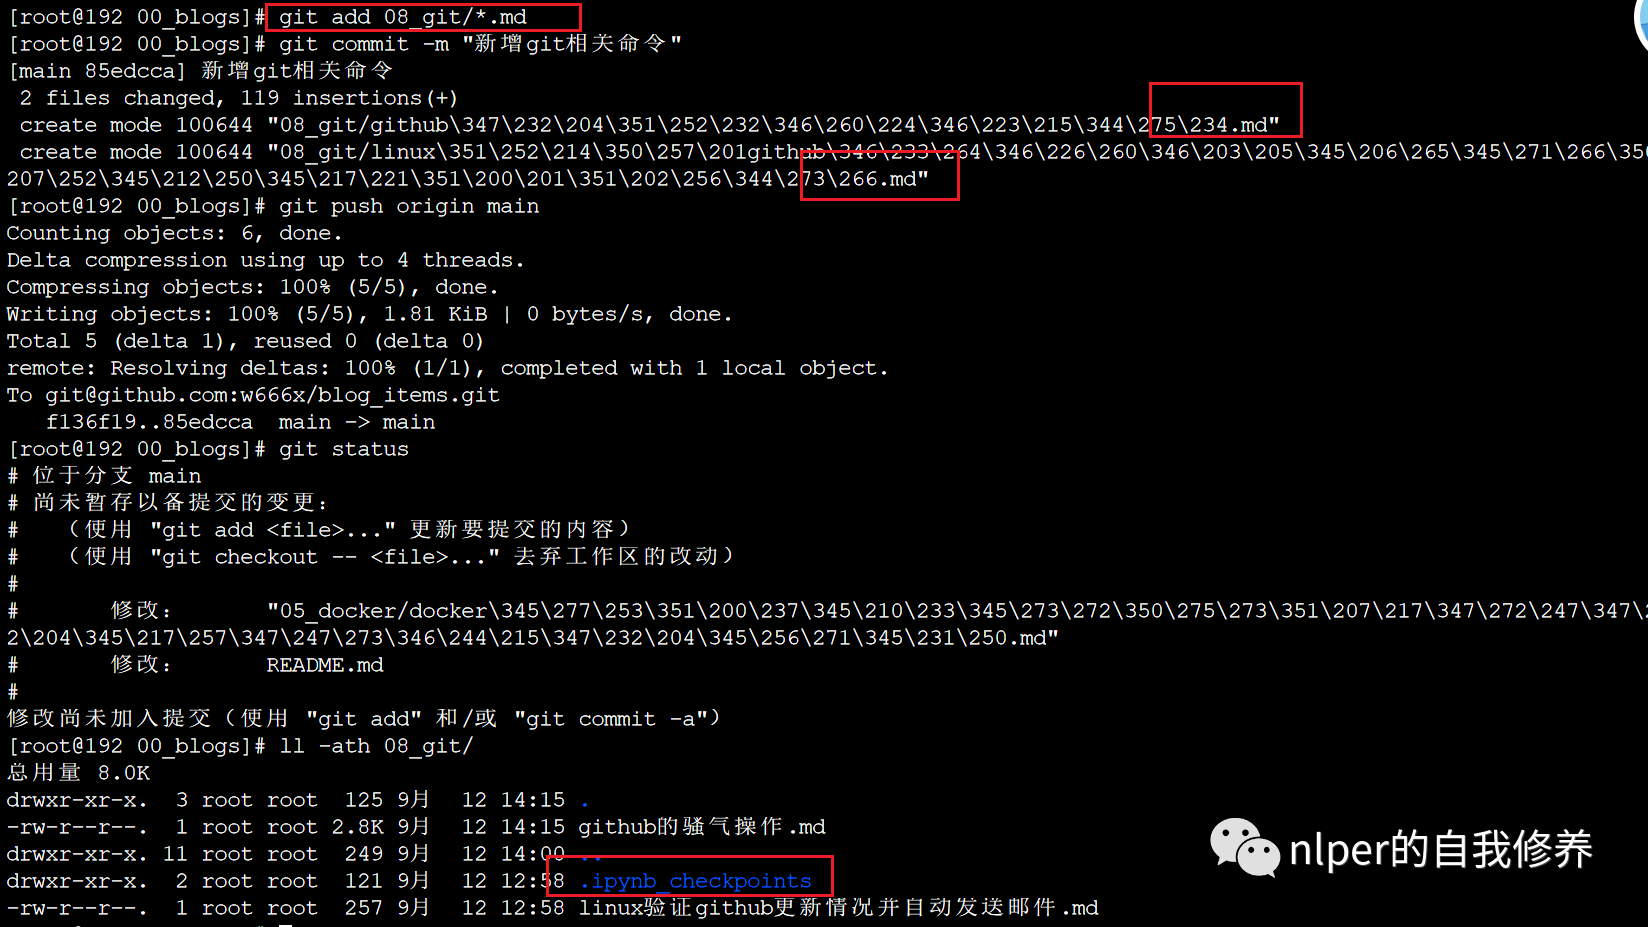 [root@192 00_blogs]# git add 08_git/*.md
[root@192 00_blogs]# git commit -m "新增git相关命令"
[main 85edcca] 新增git相关命令
 2 files changed, 119 insertions(+)
 create mode 100644 "08_git/github\347\232\204\351\252\232\346\260\224\346\223\215\344\275\234.md"
 create mode 100644 "08_git/linux\351\252\214\350\257\201github\346\233\264\346\226\260\346\203\205\345\206\265\345\271\266\350
207\252\345\212\250\345\217\221\351\200\201\351\202\256\344\273\266.md"
[root@192 00_blogs]# git push origin main
Counting objects: 6, done.
Delta compression using up to 4 threads.
Compressing objects: 100% (5/5), done.
Writing objects: 100% (5/5), 1.81 KiB | 0 bytes/s, done.
Total 5 (delta 1), reused 0 (delta 0)
remote: Resolving deltas: 100% (1/1), completed with 1 local object.
To git@github.com:w666x/blog_items.git
   f136f19..85edcca  main -> main
[root@192 00_blogs]# git status
# 位于分支 main
# 尚未暂存以备提交的变更：
#   （使用 "git add <file>..." 更新要提交的内容）
#   （使用 "git checkout -- <file>..." 去弃工作区的改动）
#
#       修改：      "05_docker/docker\345\277\253\351\200\237\345\210\233\345\273\272\350\275\273\351\207\217\347\272\247\347\2
2\204\345\217\257\347\247\273\346\244\215\347\232\204\345\256\271\345\231\250.md"
#       修改：      README.md
#
修改尚未加入提交（使用 "git add" 和/或 "git commit -a"）
[root@192 00_blogs]# ll -ath 08_git/
总用量 8.0K
drwxr-xr-x.  3 root root  125 9月  12 14:15 .
-rw-r--r--.  1 root root 2.8K 9月  12 14:15 github的骚气操作.md
drwxr-xr-x. 11 root root  249 9月  12 14:00 ..
drwxr-xr-x.  2 root root  121 9月  12 12:58 .ipynb_checkpoints
-rw-r--r--.  1 root root  257 9月  12 12:58 linux验证github更新情况并自动发送邮件.md
nlper的自我修养